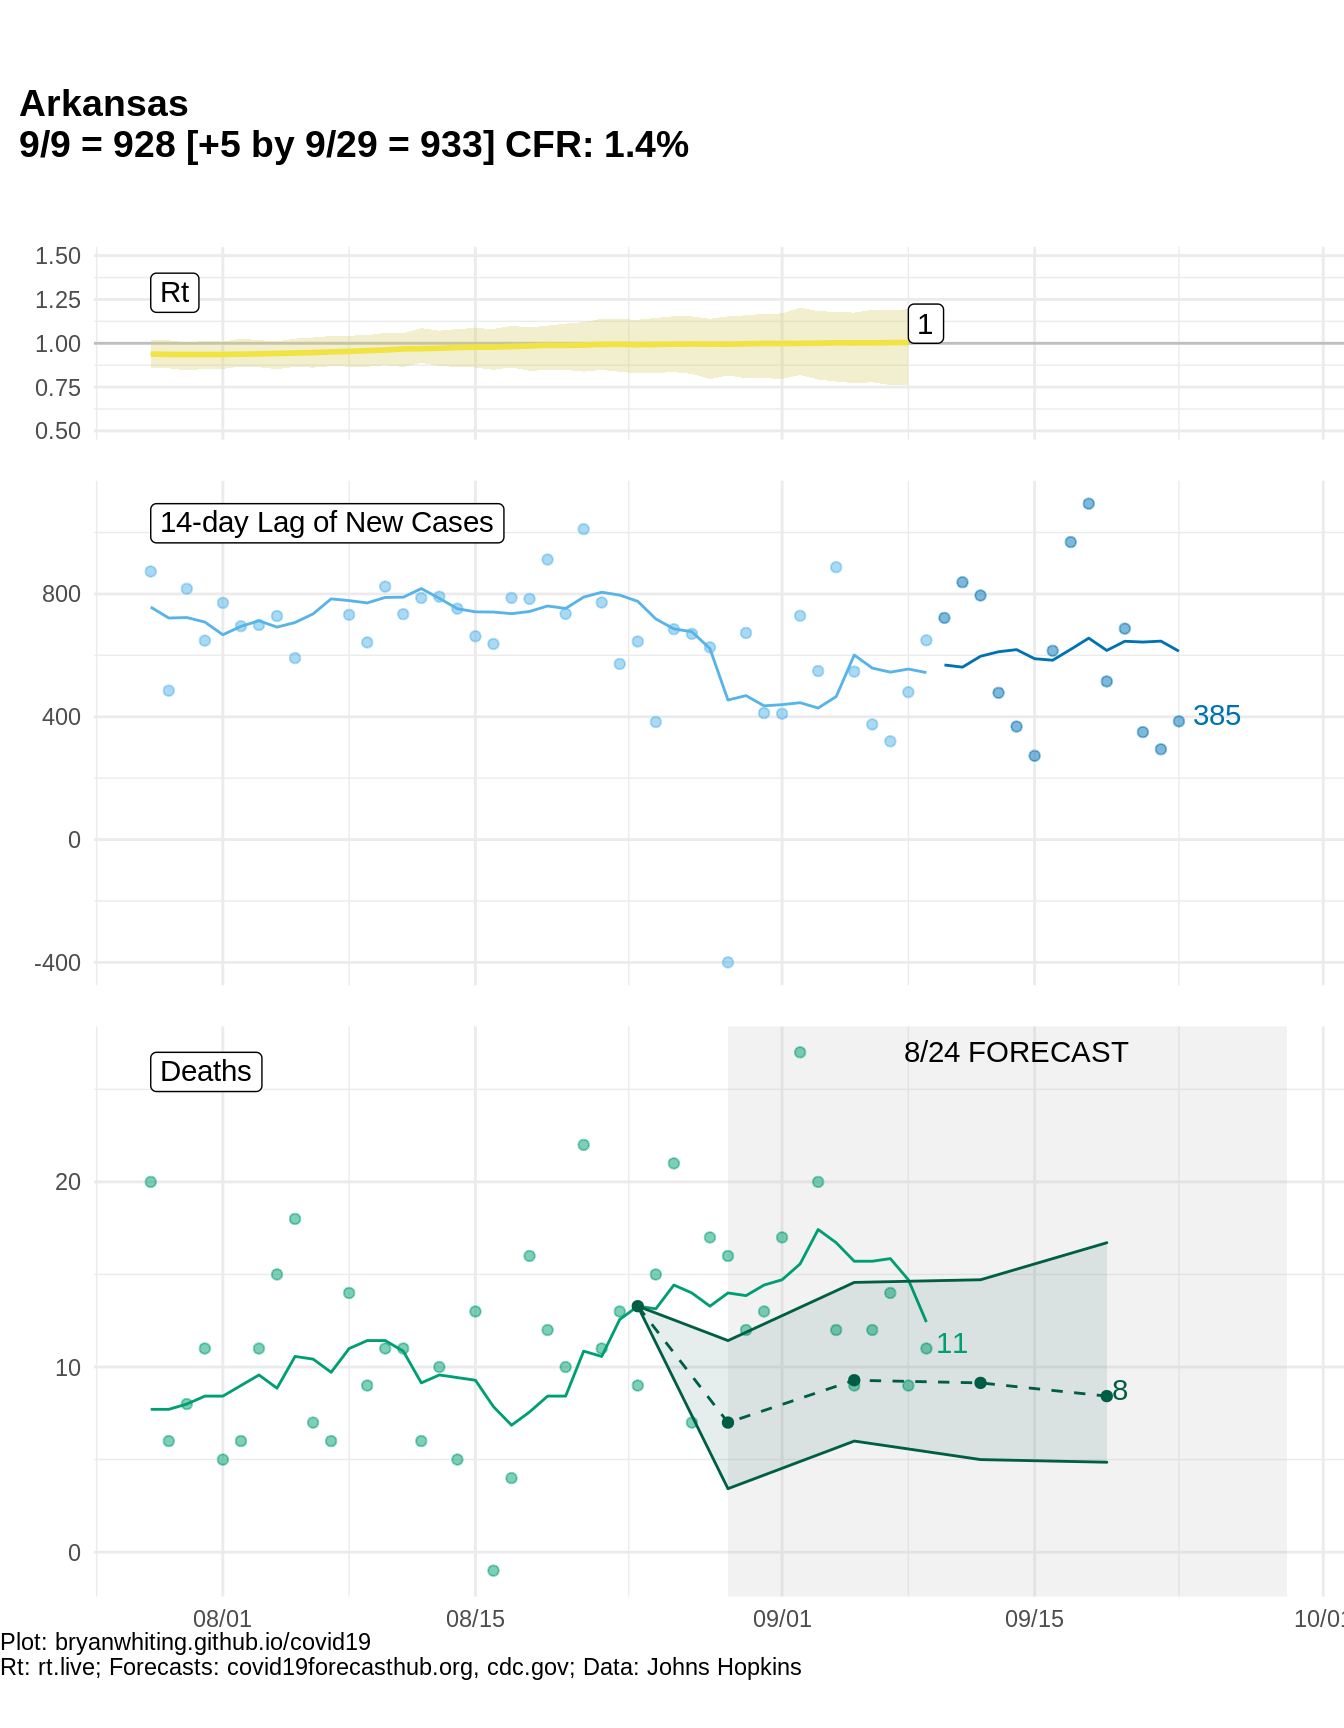 Arkansas
9/9 = 928 [+5 by 9/29 = 933] CFR: 1.4%
1.50
1.25
1.00
0.75
0.50
Rt
1
14-day Lag of New Cases
800
400
0
-400
385
Deaths
8/24 FORECAST
20
10
0
11
8
08/01
08/15
09/01
09/15
10/01
Plot: bryanwhiting.github.io/covid19
Rt: rt.live; Forecasts: covid19forecasthub.org, cdc.gov; Data: Johns Hopkins